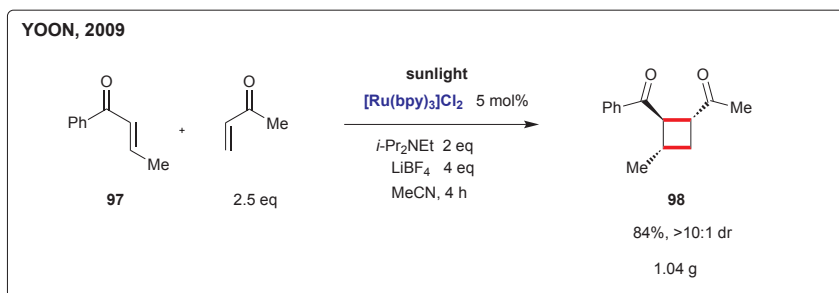 YOON, 2009
O
Ph
Me
97
+
O
Me
2.5 eq
sunlight
[Ru(bpy)3]Cl2 5 mol%
i-Pr2NEt 2 eq
LiBF4 4 eq
MeCN, 4 h
O
O
Ph
Me
Me
98
84%, >10:1 dr
1.04 g